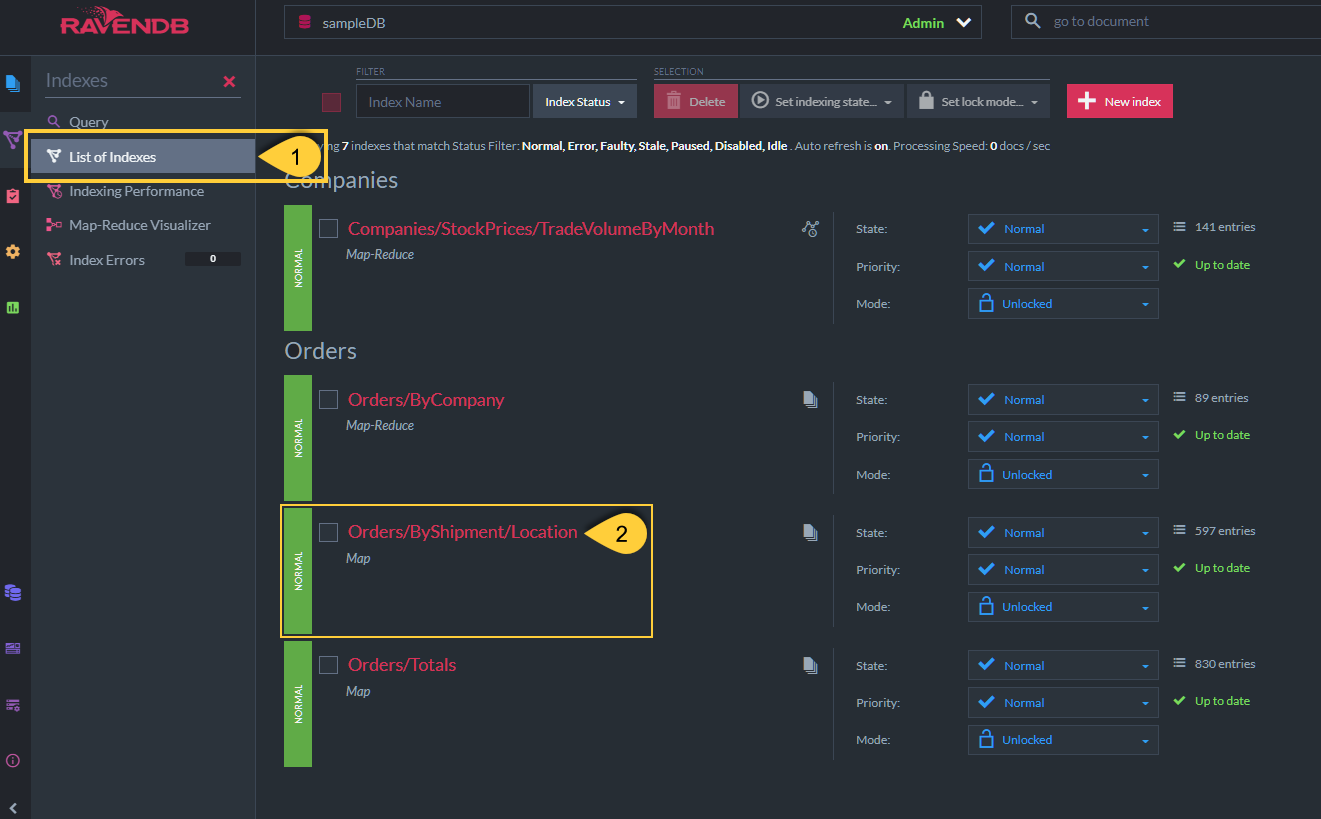 RAVENDB
sampleDB
Admin
go to document
Indexes
Query
List of Indexes
1
Indexing Performance
Map-Reduce Visualizer
Index Errors
0
FILTER
SELECTION
Index Name
Index Status
Delete
Set indexing state...
Set lock mode...
New index
7 indexes that match Status Filter: Normal, Error, Faulty, Stale, Paused, Disabled, Idle . Auto refresh is on. Processing Speed: 0 docs / sec
Companies
NORMAL
Companies/StockPrices/TradeVolumeByMonth
Map-Reduce
State:
Normal
141 entries
Priority:
Normal
Up to date
Mode:
Unlocked
Orders
NORMAL
Orders/ByCompany
Map-Reduce
State:
Normal
89 entries
Priority:
Normal
Up to date
Mode:
Unlocked
NORMAL
Orders/ByShipment/Location
2
Map
State:
Normal
597 entries
Priority:
Normal
Up to date
Mode:
Unlocked
NORMAL
Orders/Totals
Map
State:
Normal
830 entries
Priority:
Normal
Up to date
Mode:
Unlocked